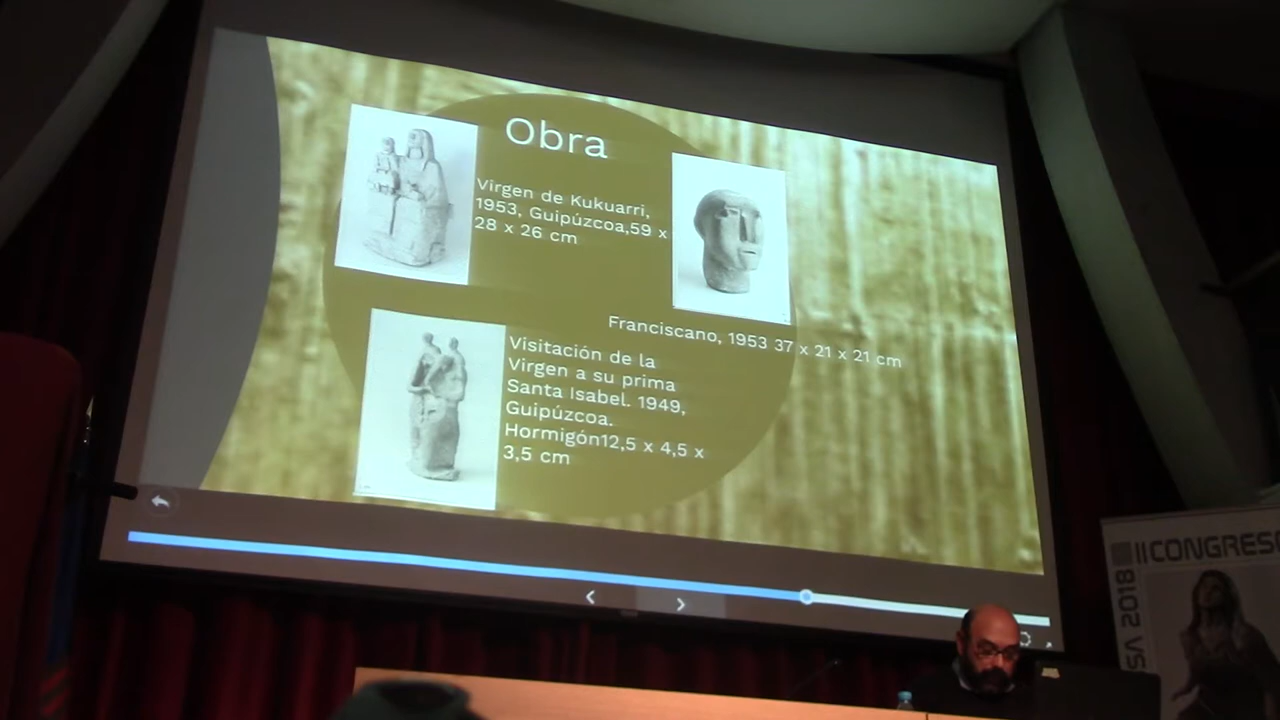 Obra
Virgen de Kukuarri,
1953, Guipúzcoa,59 x
28 x 26 cm
Franciscano, 1953 37 x 21 x 21 cm
Visitación de la
Virgen a su prima
Santa Isabel. 1949,
Guipúzcoa.
Hormigón12,5 x 4,5 x
3,5 cm
II CONGRES
SA 2018